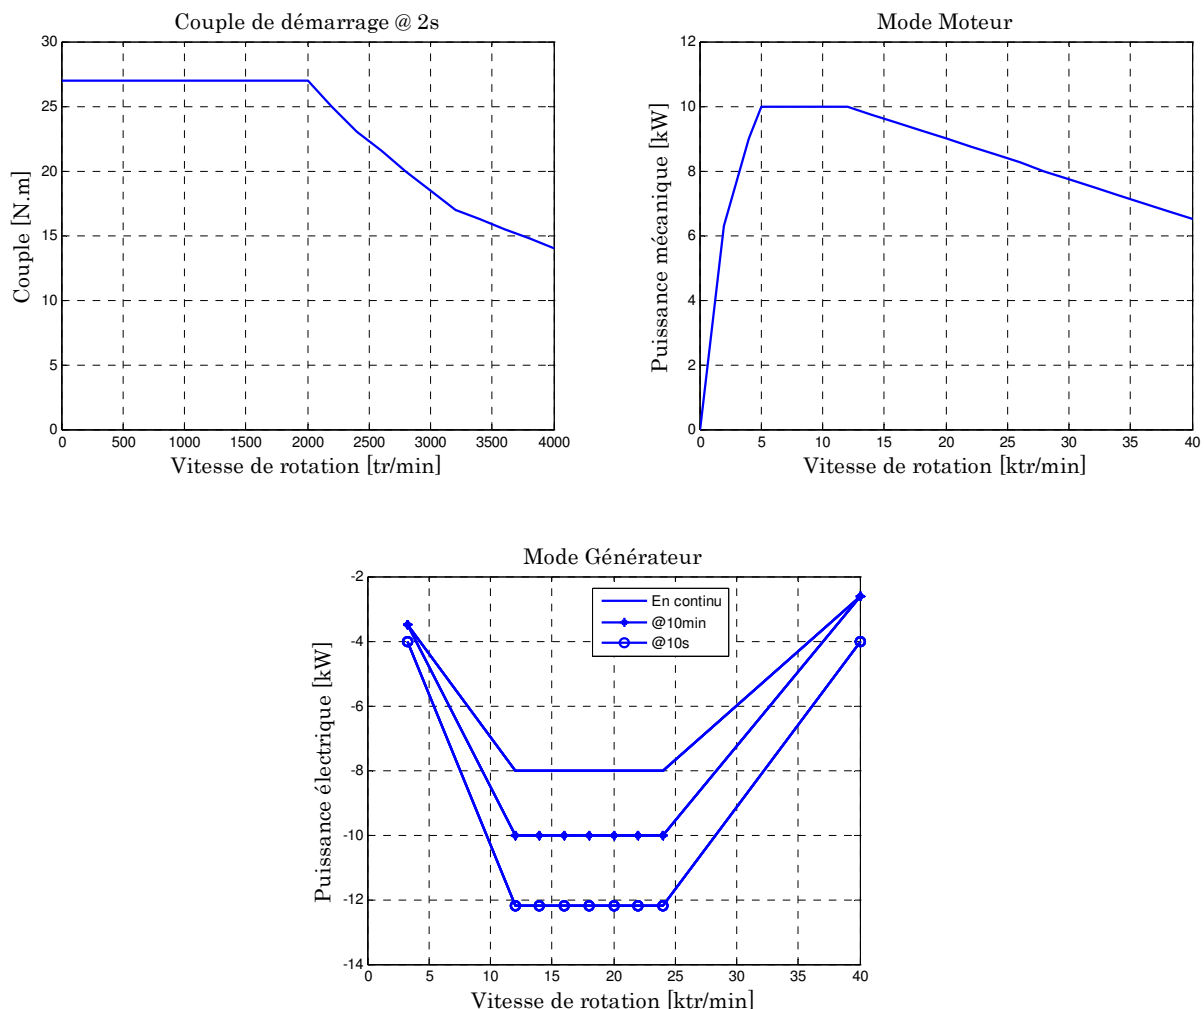 Couple de démarrage @ 2s
30
25
20
15
10
5
0
Couple [N.m]
0 500 1000 1500 2000 2500 3000 3500 4000
Vitesse de rotation [tr/min]
Mode Moteur
12
10
8
6
4
2
0
Puissance mécanique [kW]
0 5 10 15 20 25 30 35 40
Vitesse de rotation [ktr/min]
Mode Générateur
-2
-4
-6
-8
-10
-12
-14
Puissance électrique [kW]
En continu
@10min
@10s
0 5 10 15 20 25 30 35 40
Vitesse de rotation [ktr/min]